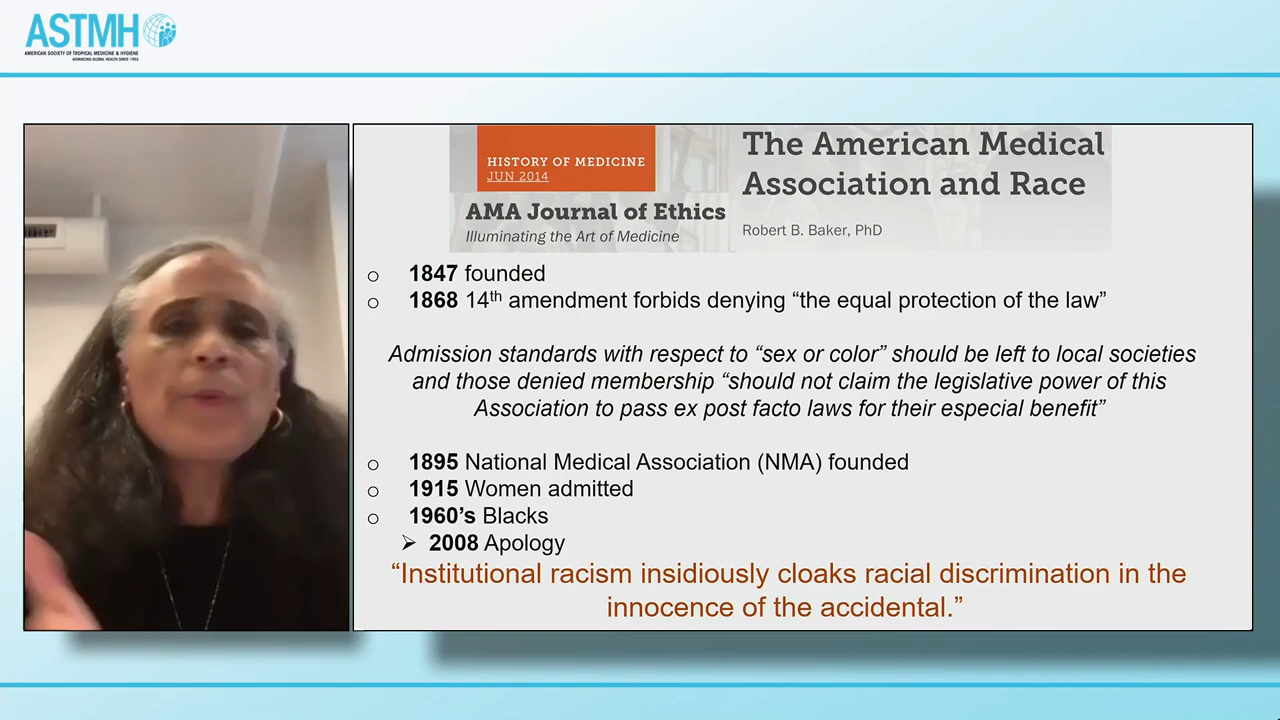 ASTMH
AMERICAN SOCIETY OF TROPICAL MEDICINE & HYGIENE
ADVANCING GLOBAL HEALTH SINCE 1903
HISTORY OF MEDICINE
JUN 2014
AMA Journal of Ethics
Illuminating the Art of Medicine
The American Medical
Association and Race
Robert B. Baker, PhD
o 1847 founded
o 1868 14th amendment forbids denying “the equal protection of the law”
Admission standards with respect to “sex or color” should be left to local societies
and those denied membership “should not claim the legislative power of this
Association to pass ex post facto laws for their especial benefit”
o 1895 National Medical Association (NMA) founded
o 1915 Women admitted
o 1960’s Blacks
➢ 2008 Apology
“Institutional racism insidiously cloaks racial discrimination in the
innocence of the accidental.”